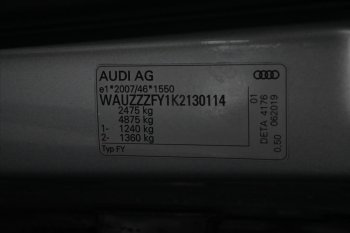 AUDI AG
e1*2007/46*1550
WAUZZZFY1K2130114
2475 kg
4875 kg
1- 1240 kg
2- 1360 kg
Typ FY
01
DETA 4176
062019
0,50